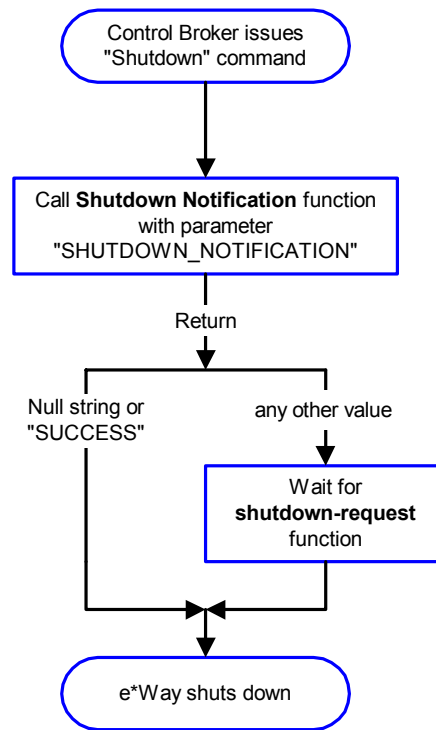 Control Broker issues
"Shutdown" command
Call Shutdown Notification function
with parameter
"SHUTDOWN_NOTIFICATION"
Return
Null string or
"SUCCESS"
any other value
Wait for
shutdown-request
function
e*Way shuts down